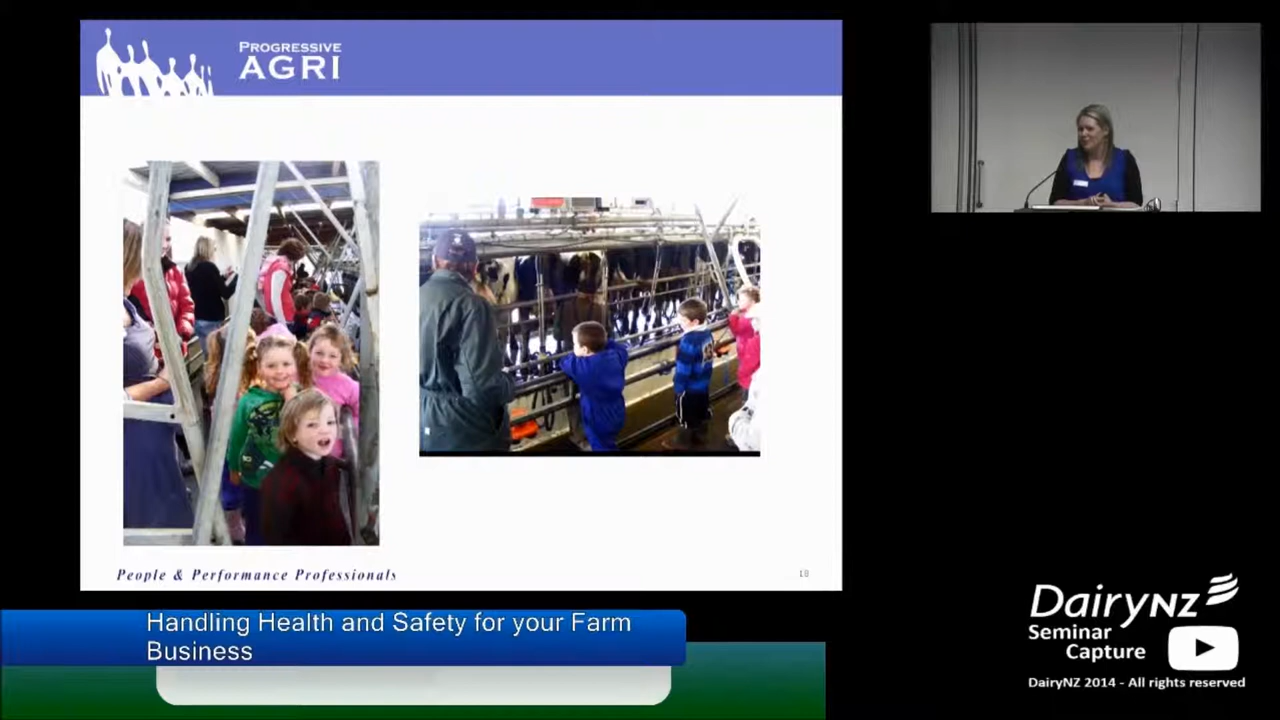 PROGRESSIVE
AGRI
People & Performance Professionals
18
Handling Health and Safety for your Farm
Business
DairyNZ
Seminar
Capture
DairyNZ 2014 - All rights reserved